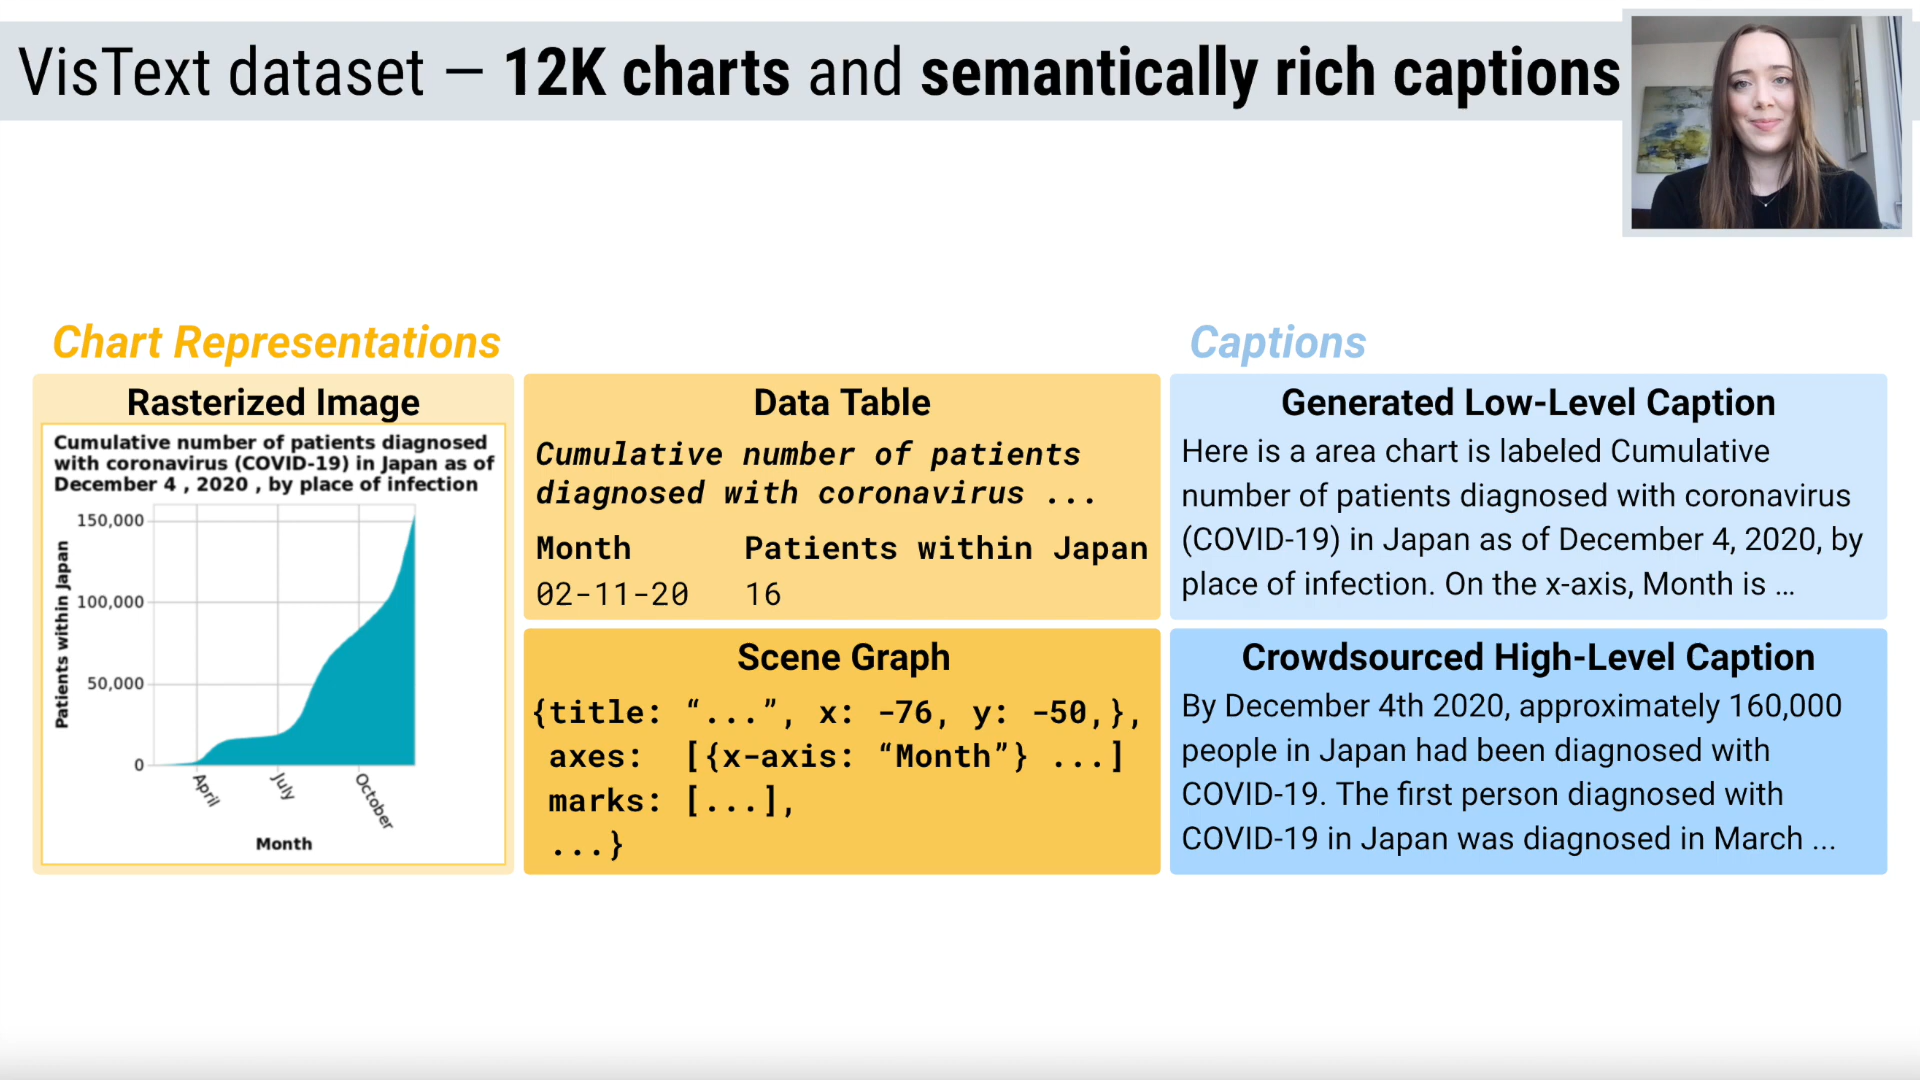 VisText dataset – 12K charts and semantically rich captions
Chart Representations
Rasterized Image
Cumulative number of patients diagnosed
with coronavirus (COVID-19) in Japan as of
December 4 , 2020 , by place of infection
Patients within Japan
150,000
100,000
50,000
0
April
July
October
Month
Data Table
Cumulative number of patients
diagnosed with coronavirus ...
Month Patients within Japan
02-11-20 16
Scene Graph
{title: “...”, x: -76, y: -50,},
axes: [{x-axis: “Month”} ...]
marks: [...],
...}
Captions
Generated Low-Level Caption
Here is a area chart is labeled Cumulative
number of patients diagnosed with coronavirus
(COVID-19) in Japan as of December 4, 2020, by
place of infection. On the x-axis, Month is ...
Crowdsourced High-Level Caption
By December 4th 2020, approximately 160,000
people in Japan had been diagnosed with
COVID-19. The first person diagnosed with
COVID-19 in Japan was diagnosed in March ...